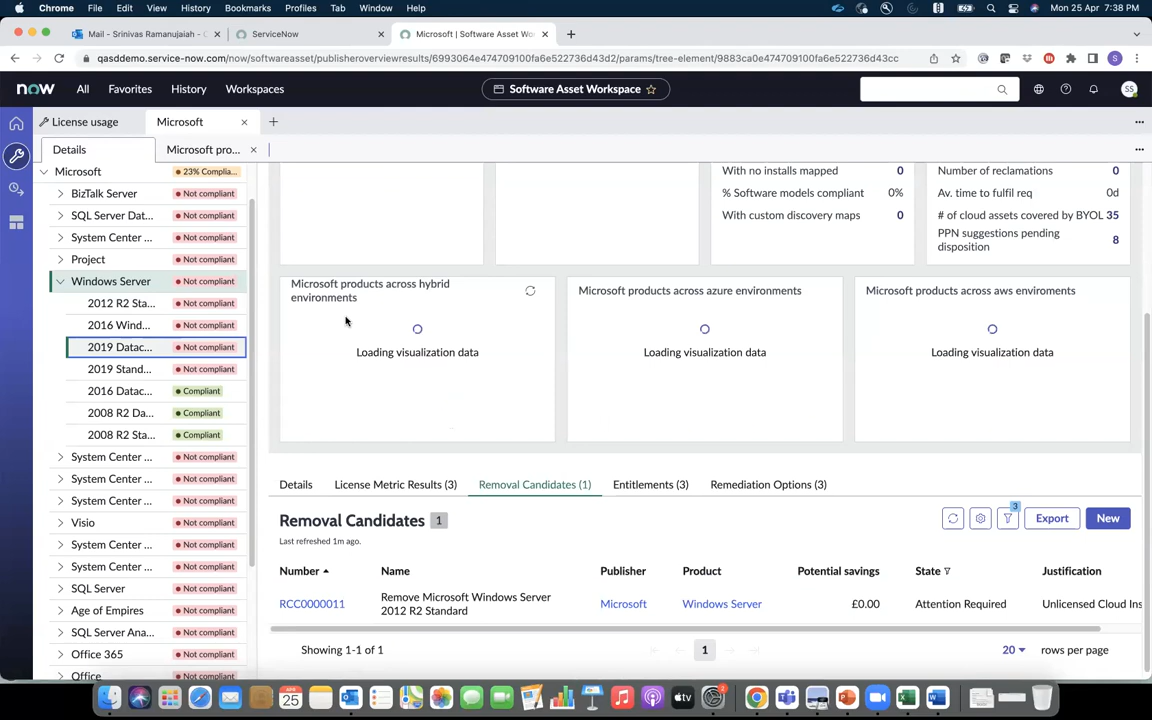 Chrome File Edit View History Bookmarks Profiles Tab Window Help Mon 25 Apr 7:38 PM
Mail - Srinivas Ramanujaiah - C ServiceNow Microsoft | Software Asset Wo
qasddemo.service-now.com/now/softwareasset/publisheroverviewresults/6993064e474709100fa6e522736d43d2/params/tree-element/9883ca0e474709100fa6e522736d43cc
now All Favorites History Workspaces Software Asset Workspace SS
License usage Microsoft
Details Microsoft pro...
Microsoft 23% Complia...
BizTalk Server Not compliant
SQL Server Dat... Not compliant
System Center ... Not compliant
Project Not compliant
Windows Server Not compliant
2012 R2 Sta... Not compliant
2016 Wind... Not compliant
2019 Datac... Not compliant
2019 Stand... Not compliant
2016 Datac... Compliant
2008 R2 Da... Compliant
2008 R2 Sta... Compliant
System Center ... Not compliant
System Center ... Not compliant
System Center ... Not compliant
Visio Not compliant
System Center ... Not compliant
System Center ... Not compliant
SQL Server Not compliant
Age of Empires Not compliant
SQL Server Ana... Not compliant
Office 365 Not compliant
Office Not compliant
With no installs mapped 0
% Software models compliant 0%
With custom discovery maps 0
Number of reclamations 0
Av. time to fulfil req 0d
# of cloud assets covered by BYOL 35
PPN suggestions pending
disposition 8
Microsoft products across hybrid
environments
Loading visualization data
Microsoft products across azure environments
Loading visualization data
Microsoft products across aws enviroments
Loading visualization data
Details License Metric Results (3) Removal Candidates (1) Entitlements (3) Remediation Options (3)
Removal Candidates 1
Last refreshed 1m ago.
3
Export New
Number Name Publisher Product Potential savings State Justification
RCC0000011 Remove Microsoft Windows Server
2012 R2 Standard Microsoft Windows Server £0.00 Attention Required Unlicensed Cloud Ins
Showing 1-1 of 1 1 20 rows per page